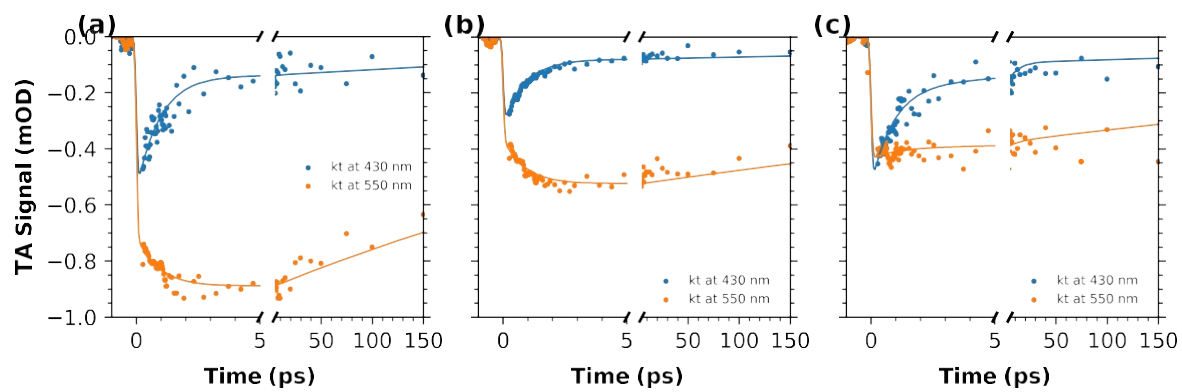 (a)
(b)
(c)
TA Signal (mOD)
0.0
−0.2
−0.4
−0.6
−0.8
−1.0
kt at 430 nm
kt at 550 nm
kt at 430 nm
kt at 550 nm
kt at 430 nm
kt at 550 nm
0 5 50 100 150
0 5 50 100 150
0 5 50 100 150
Time (ps)
Time (ps)
Time (ps)